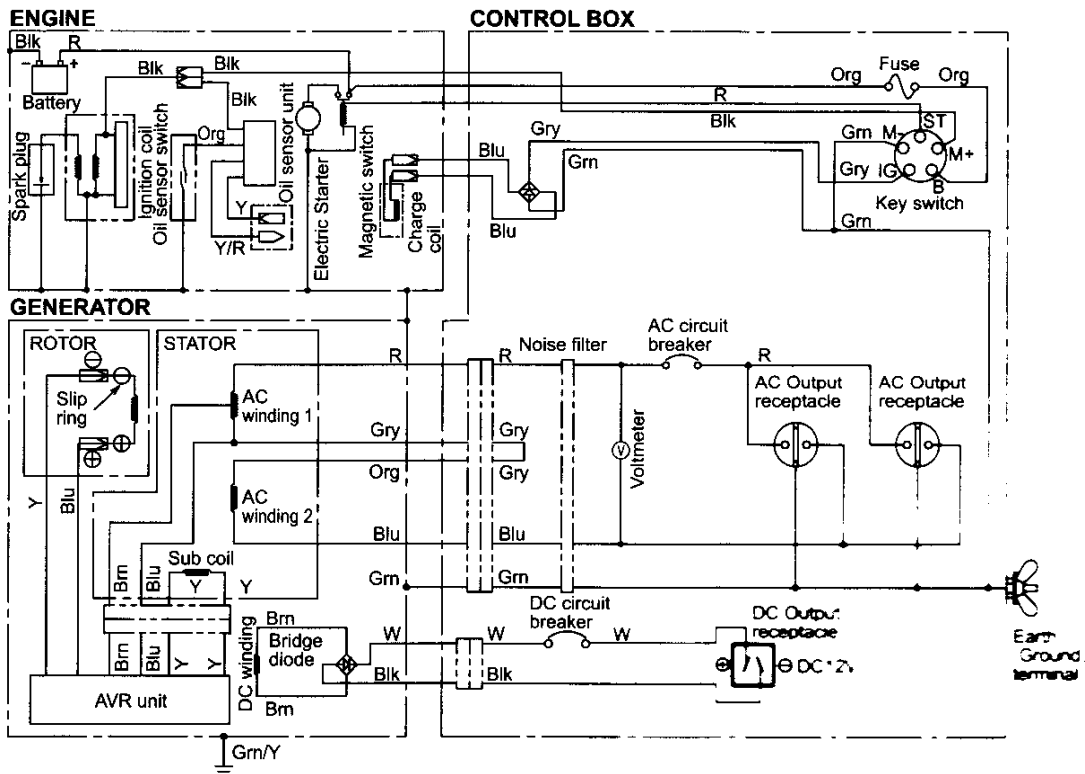 ENGINE
CONTROL BOX
Blk
R
Battery
Blk
Blk
Blk
Org
Spark plug
Ignition coil
Oil sensor switch
Y
Y/R
Oil sensor unit
Electric Starter
Magnetic switch
Charge coil
Blu
Blu
Gry
Grn
Org
Fuse
Org
R
Blk
ST
Grn
M-
M+
Gry
IG
B
Key switch
Grn
GENERATOR
ROTOR
STATOR
Slip
ring
AC
winding 1
AC
winding 2
R
R
Noise filter
AC circuit
breaker
R
AC Output
receptacle
AC Output
receptacle
Gry
Gry
Org
Gry
V
Voltmeter
Y
Blu
Blu
Blu
Sub coil
Brn
Blu
Y
Y
Grn
Grn
Brn
Blu
Y
Y
AVR unit
DC winding
Brn
Bridge
diode
Brn
W
W
DC circuit
breaker
W
Blk
Blk
DC Output
receptacle
Earth
Ground
terminal
Grn/Y